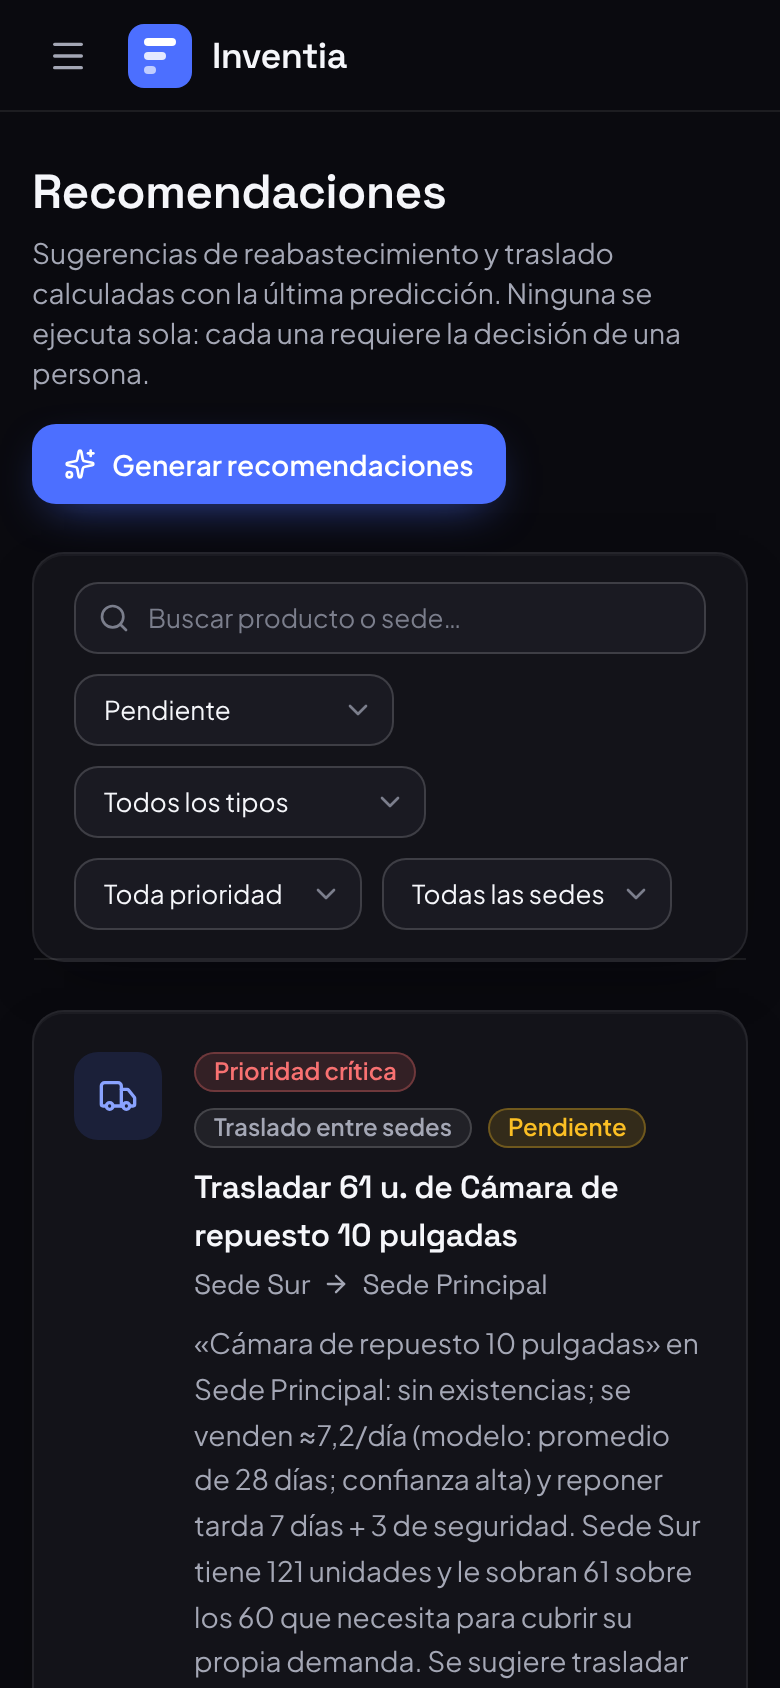 Inventia
Recomendaciones
Sugerencias de reabastecimiento y traslado
calculadas con la última predicción. Ninguna se
ejecuta sola: cada una requiere la decisión de una
persona.
Generar recomendaciones
Buscar producto o sede...
Pendiente
Todos los tipos
Toda prioridad
Todas las sedes
Prioridad crítica
Traslado entre sedes
Pendiente
Trasladar 61 u. de Cámara de
repuesto 10 pulgadas
Sede Sur → Sede Principal
«Cámara de repuesto 10 pulgadas» en
Sede Principal: sin existencias; se
venden ≈7,2/día (modelo: promedio
de 28 días; confianza alta) y reponer
tarda 7 días + 3 de seguridad. Sede Sur
tiene 121 unidades y le sobran 61 sobre
los 60 que necesita para cubrir su
propia demanda. Se sugiere trasladar